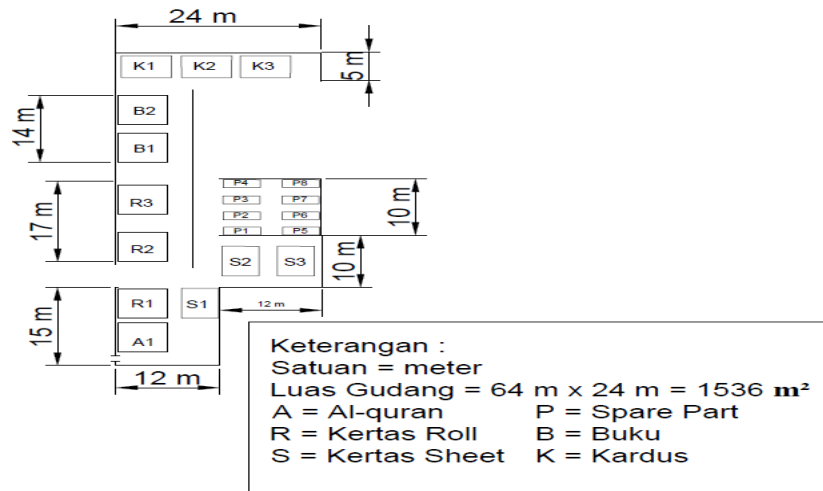 24 m
K1 K2 K3
5 m
B2
14 m
B1
P4 P8
R3 P3 P7
10 m
17 m
P2 P6
P1 P5
R2 S2 S3
10 m
R1 S1
12 m
15 m
A1
12 m
Keterangan :
Satuan = meter
Luas Gudang = 64 m x 24 m = 1536 m²
A = Al-quran P = Spare Part
R = Kertas Roll B = Buku
S = Kertas Sheet K = Kardus